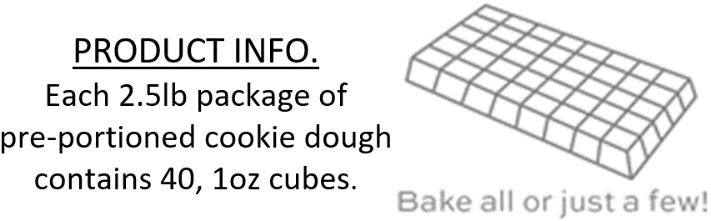 PRODUCT INFO.
Each 2.5lb package of
pre-portioned cookie dough
contains 40, 1oz cubes.
Bake all or just a few!